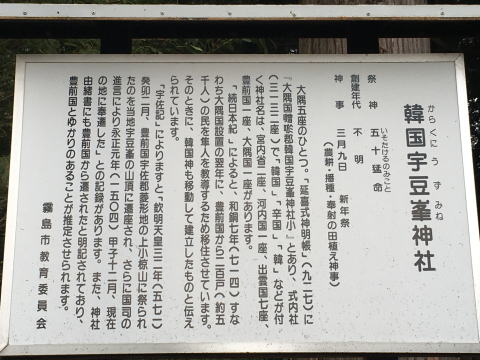 韓国宇豆峯神社
からくにうずみね
祭神 五十猛命
いそたけるのみこと
創建年代 不明
神事 三月九日 新年祭
(農耕・播種・奉射の田植え神事)
大隅五座のひとつ。『延喜式神明帳』(九二七)に
『大隅国囎唹郡韓国宇豆峯神社小』とあり、式内社
(三一三二座)で「韓国」「辛国」「韓」などが付
く神社名は、宮内省二座、河内国一座、出雲国七座
豊前国一座、大隅国一座があります。
『続日本紀』によると、和銅七年(七一四)すな
わち大隅国設置の翌年に、豊前国から二百戸(約五
千人)の民を隼人を教導するため移住させています。
そのときに、韓国神も移動して建立したものと伝え
られています。
『宇佐記』によりますと、「欽明天皇三二年(五七一)
癸卯二月、豊前国宇佐郡菱形池の上小椋山に祭られ
たのを当地宇豆峯の山頂に遷座され、さらに国司の
進言により永正元年(一五〇四)甲子十二月、現在
の地に奉遷した」との記録があります。また、神社
由緒書にも豊前国から遷されたと明記されており、
豊前国とゆかりのあることが推定させられます。
霧島市教育委員会